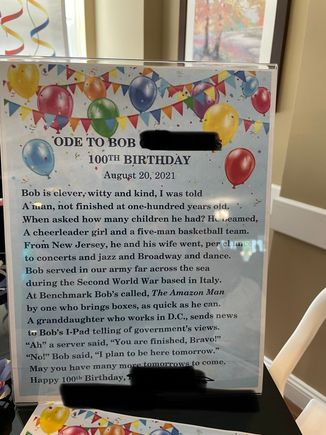 ODE TO BOB
100TH BIRTHDAY
August 20, 2021
Bob is clever, witty and kind, I was told
A man, not finished at one-hundred years old.
When asked how many children he had? He beamed,
A cheerleader girl and a five-man basketball team.
From New Jersey, he and his wife went, per chance
to concerts and jazz and Broadway and dance.
Bob served in our army far across the sea
during the Second World War based in Italy.
At Benchmark Bob's called, The Amazon Man
by one who brings boxes, as quick as he can.
A granddaughter who works in D.C., sends news
to Bob's I-Pad telling of government's views.
"Ah" a server said, "You are finished, Bravo!"
"No!" Bob said, "I plan to be here tomorrow."
May you have many more tomorrows to come.
Happy 100th Birthday,